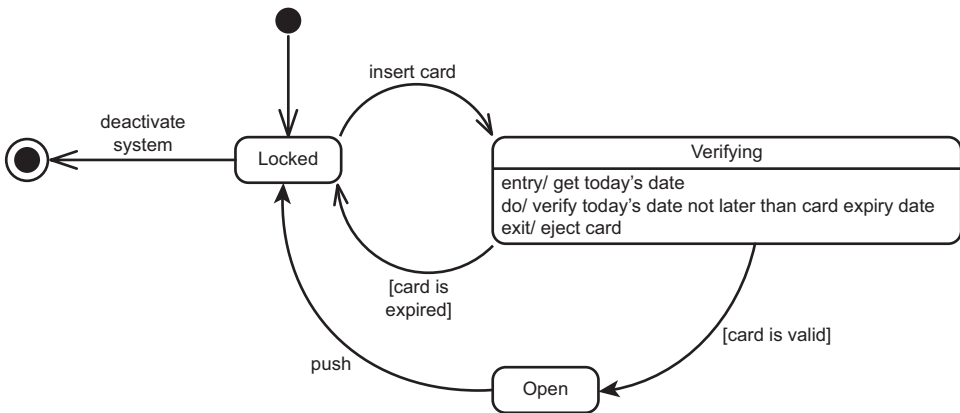 insert card
deactivate
system
Locked
Verifying
entry/ get today’s date
do/ verify today’s date not later than card expiry date
exit/ eject card
[card is
expired]
[card is valid]
push
Open